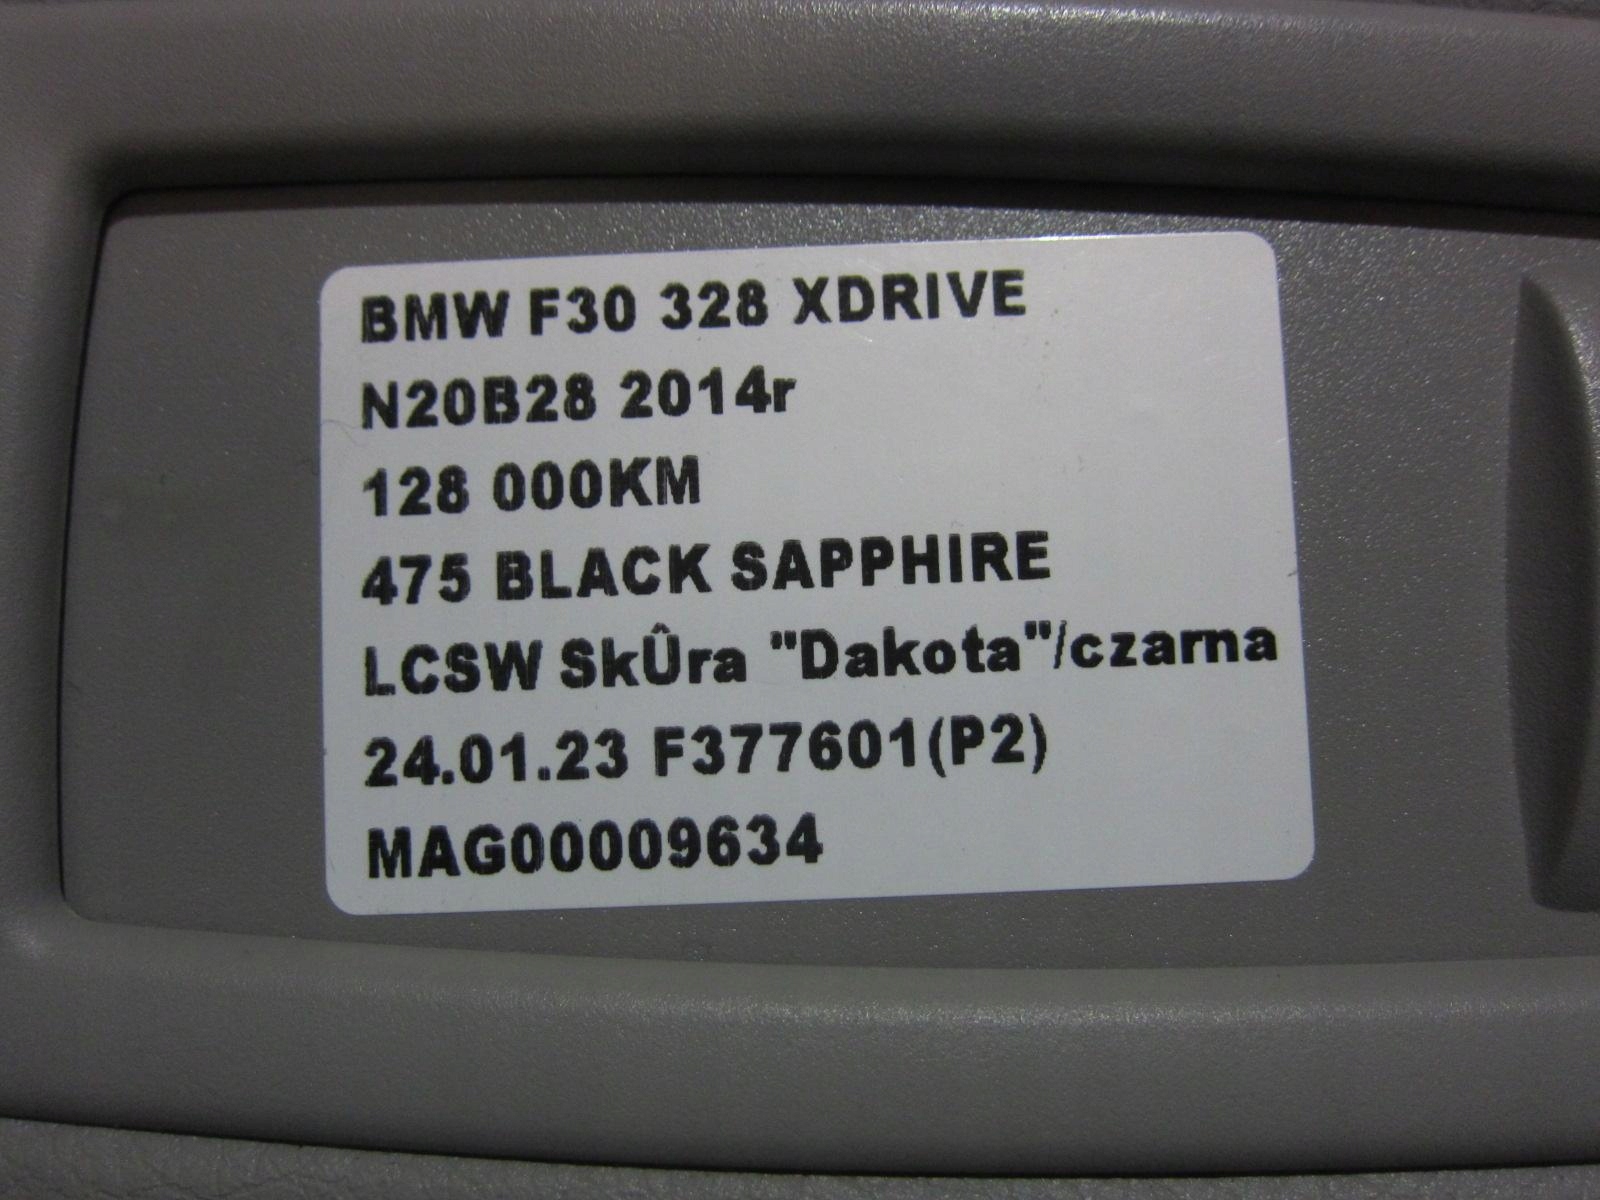 BMW F30 328 XDRIVE
N20B28 2014r
128 000KM
475 BLACK SAPPHIRE
LCSW SkÛra "Dakota"/czarna
24.01.23 F377601(P2)
MAG00009634